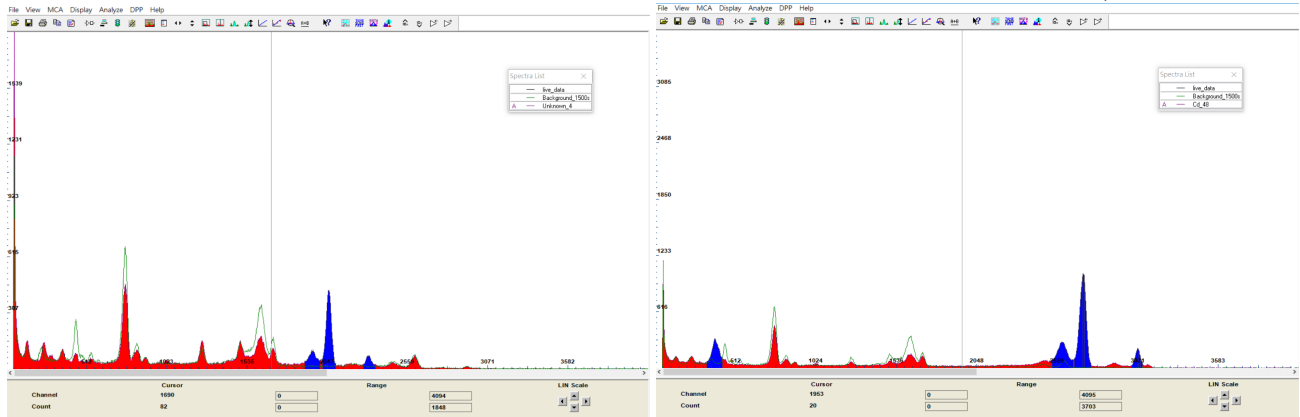 File View MCA Display Analyze DPP Help
1539
1231
923
615
307
1690
2559
3071
3582
Spectra List
live_data
Background_1500s
A Unknown_4
Cursor Range LIN Scale
Channel 1690 0 4094
Count 82 0 1848
File View MCA Display Analyze DPP Help
3085
2468
1850
1233
616
512
1024
1536
2048
3583
Spectra List
live_data
Background_1500s
A Cd_48
Cursor Range LIN Scale
Channel 1953 0 4095
Count 20 0 3703